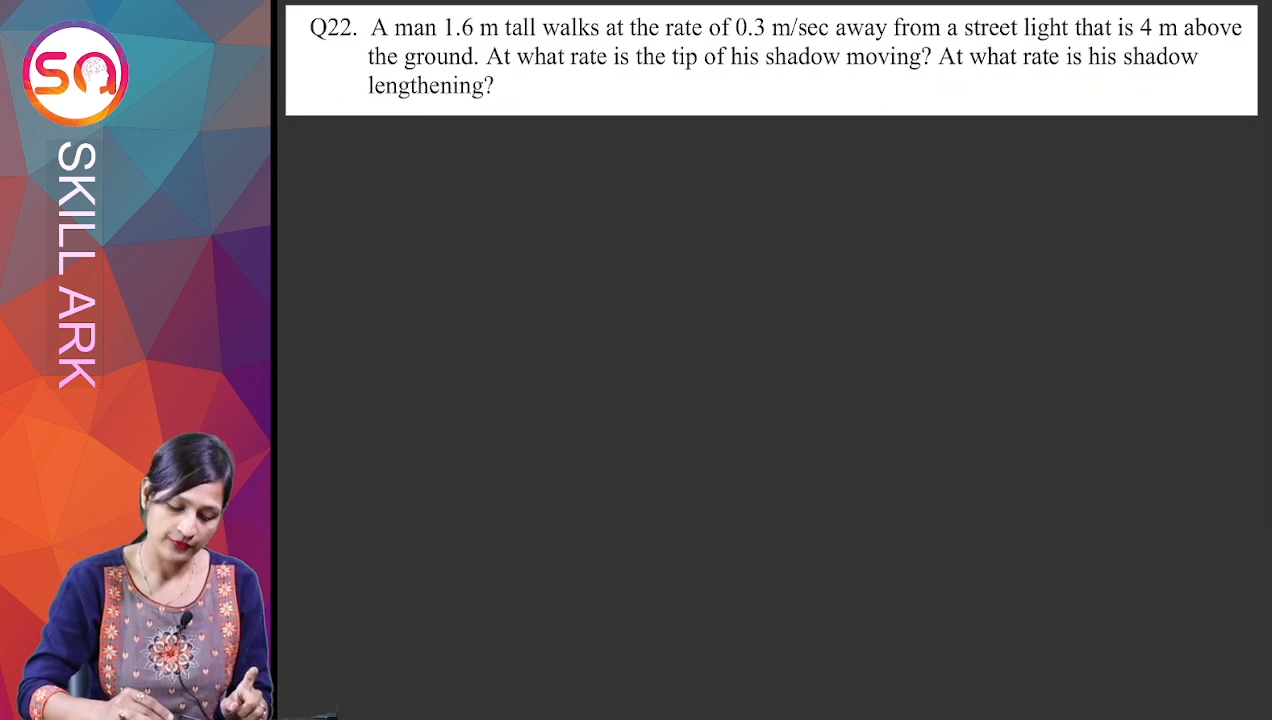 Q22. A man 1.6 m tall walks at the rate of 0.3 m/sec away from a street light that is 4 m above
the ground. At what rate is the tip of his shadow moving? At what rate is his shadow
lengthening?
SA
SKILL ARK